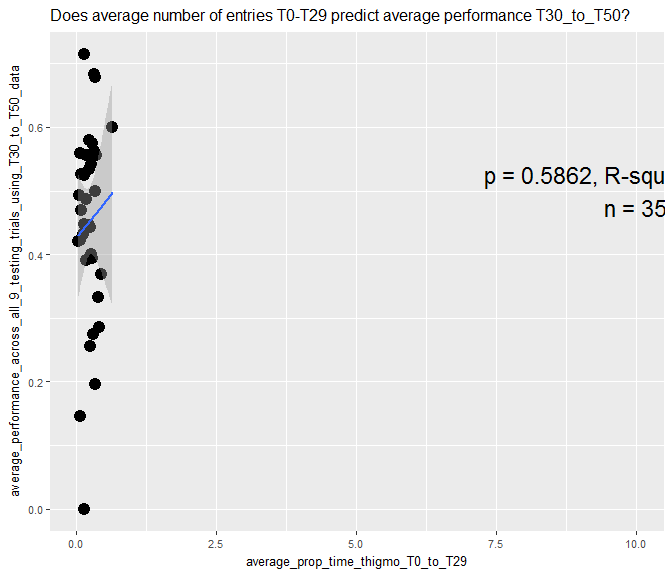 Does average number of entries T0-T29 predict average performance T30_to_T50?
average_performance_across_all_9_testing_trials_using_T30_to_T50_data
0.6
p = 0.5862, R-squ
n = 35
0.4
0.2
0.0
0.0 2.5 5.0 7.5 10.0
average_prop_time_thigmo_T0_to_T29